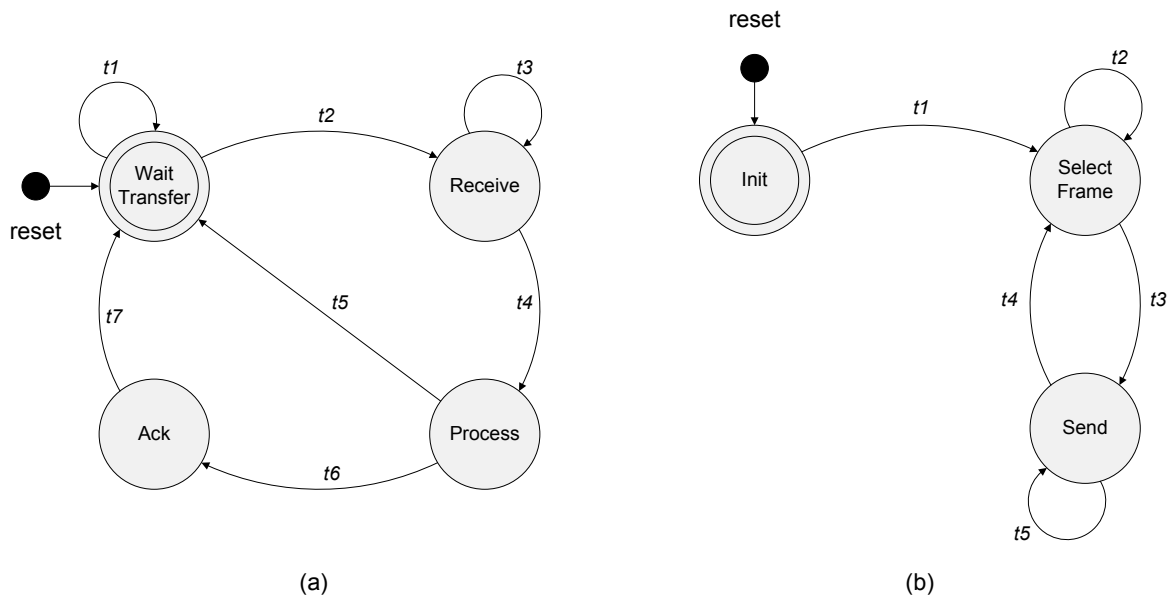 reset
t1
t2
t3
Wait
Transfer
Receive
reset
t5
t4
t7
Ack
Process
t6
(a)
reset
t1
t2
Init
Select
Frame
t4
t3
Send
t5
(b)